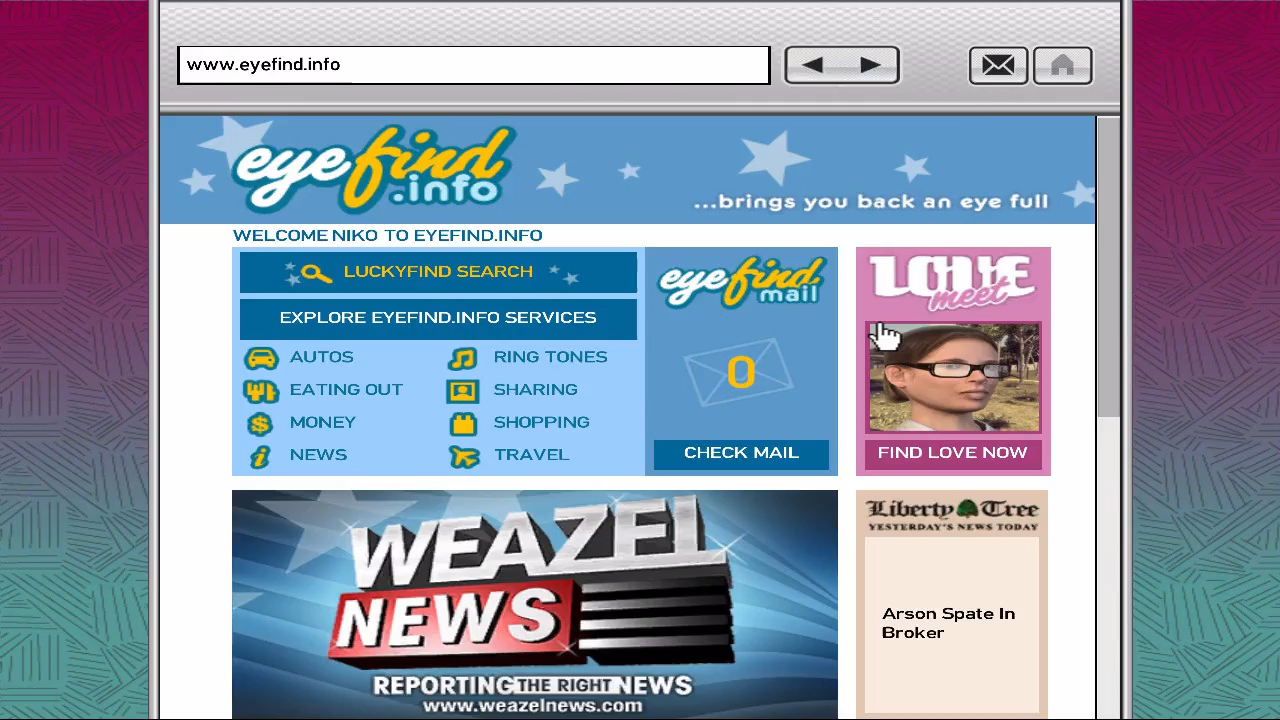 www.eyefind.info
eyefind
.info
...brings you back an eye full
WELCOME NIKO TO EYEFIND.INFO
LUCKYFIND SEARCH
EXPLORE EYEFIND.INFO SERVICES
AUTOS
RING TONES
EATING OUT
SHARING
MONEY
SHOPPING
NEWS
TRAVEL
eyefind
mail
0
CHECK MAIL
LOVE
meet
FIND LOVE NOW
WEAZEL
NEWS
REPORTING THE RIGHT NEWS
www.weazelnews.com
Liberty Tree
YESTERDAY'S NEWS TODAY
Arson Spate In
Broker